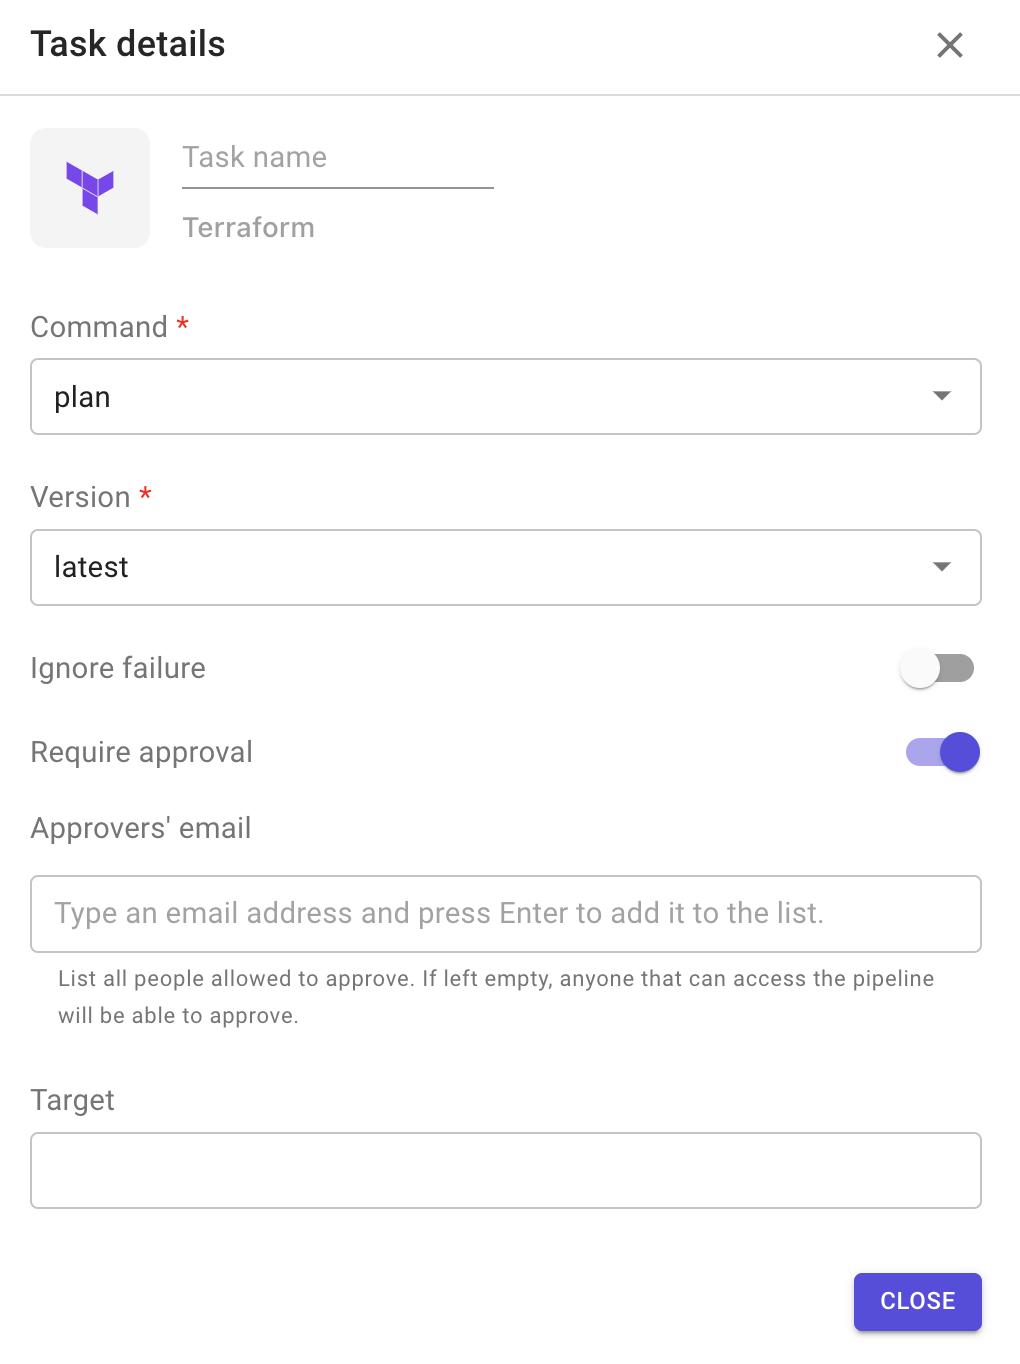 Task details
Task name
Terraform
Command *
plan
Version *
latest
Ignore failure
Require approval
Approvers' email
Type an email address and press Enter to add it to the list.
List all people allowed to approve. If left empty, anyone that can access the pipeline
will be able to approve.
Target
CLOSE